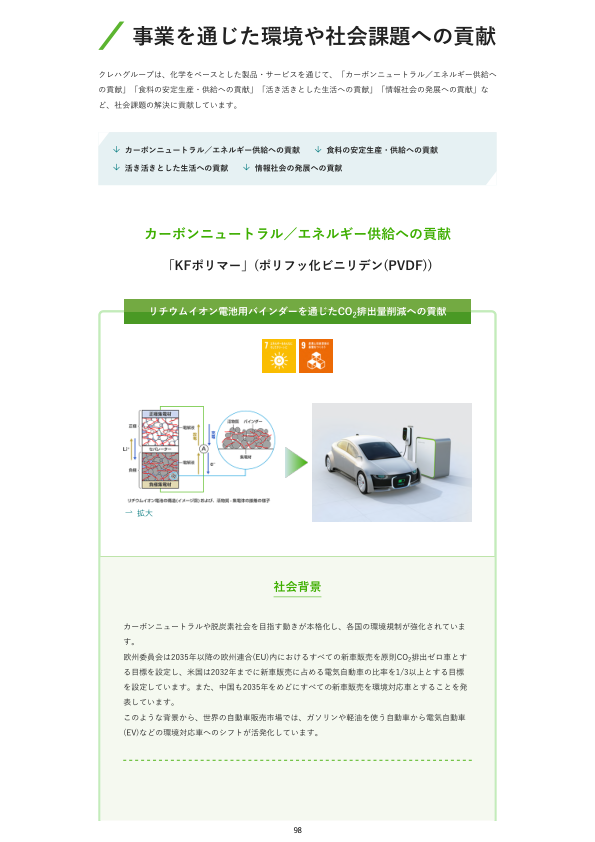 事業を通じた環境や社会課題への貢献
クレハグループは、化学をベースとした製品・サービスを通じて、「カーボンニュートラル／エネルギー供給へ
の貢献」「食料の安定生産・供給への貢献」「活き活きとした生活への貢献」「情報社会の発展への貢献」な
ど、社会課題の解決に貢献しています。
↓ カーボンニュートラル／エネルギー供給への貢献 ↓ 食料の安定生産・供給への貢献
↓ 活き活きとした生活への貢献 ↓ 情報社会の発展への貢献
カーボンニュートラル／エネルギー供給への貢献
「KFポリマー」(ポリフッ化ビニリデン(PVDF))
リチウムイオン電池用バインダーを通じたCO2排出量削減への貢献
7 9
正極集電材
正極
電解液
Li+
セパレーター
負極
電解液
負極集電材
A
e-
活物質 バインダー
集電材
リチウムイオン電池の構造(イメージ図)および、活物質・集電体の接着の様子
拡大
社会背景
カーボンニュートラルや脱炭素社会を目指す動きが本格化し、各国の環境規制が強化されていま
す。
欧州委員会は2035年以降の欧州連合(EU)内におけるすべての新車販売を原則CO2排出ゼロ車とす
る目標を設定し、米国は2032年までに新車販売に占める電気自動車の比率を1/3以上とする目標
を設定しています。また、中国も2035年をめどにすべての新車販売を環境対応車とすることを発
表しています。
このような背景から、世界の自動車販売市場では、ガソリンや軽油を使う自動車から電気自動車
(EV)などの環境対応車へのシフトが活発化しています。
98